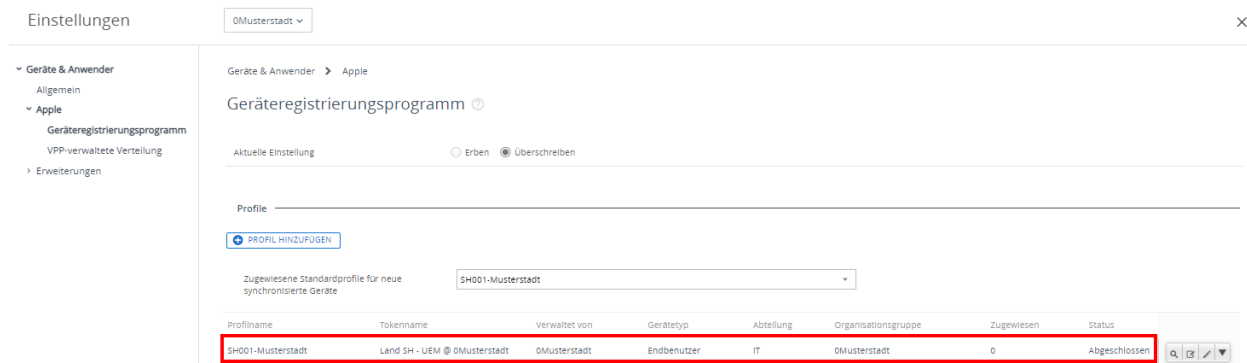 Einstellungen
0Musterstadt
Geräte & Anwender
Allgemein
Apple
Geräteregistrierungsprogramm
VPP-verwaltete Verteilung
Erweiterungen
Geräte & Anwender > Apple
Geräteregistrierungsprogramm
Aktuelle Einstellung Erben Überschreiben
Profile
PROFIL HINZUFÜGEN
Zugewiesene Standardprofile für neue
synchronisierte Geräte
SH001-Musterstadt
Profilname Tokenname Verwaltet von Gerätetyp Abteilung Organisationsgruppe Zugewiesen Status
SH001-Musterstadt Land SH - UEM @ 0Musterstadt 0Musterstadt Endbenutzer IT 0Musterstadt 0 Abgeschlossen